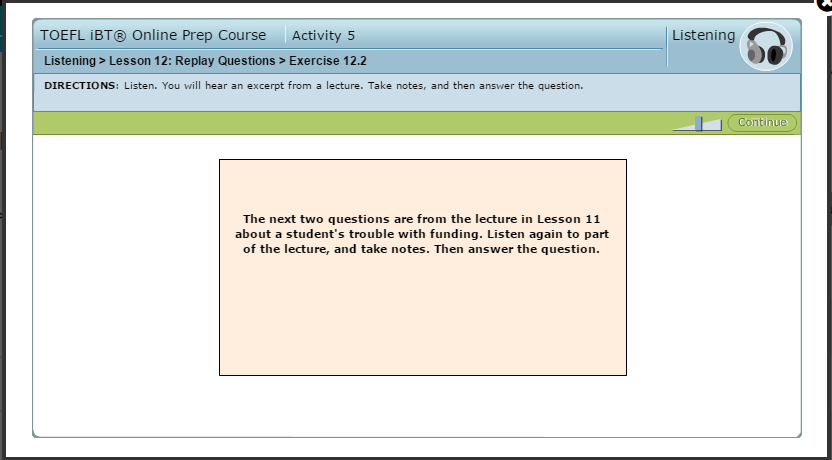 TOEFL iBT® Online Prep Course Activity 5 Listening
Listening > Lesson 12: Replay Questions > Exercise 12.2
DIRECTIONS: Listen. You will hear an excerpt from a lecture. Take notes, and then answer the question.
Continue
The next two questions are from the lecture in Lesson 11
about a student's trouble with funding. Listen again to part
of the lecture, and take notes. Then answer the question.